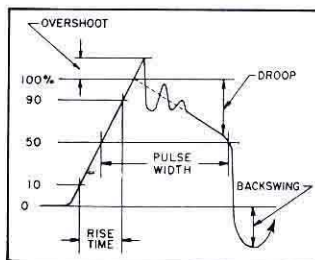 OVERSHOOT
100%
DROOP
90
50
PULSE
WIDTH
BACKSWING
10
0
RISE
TIME